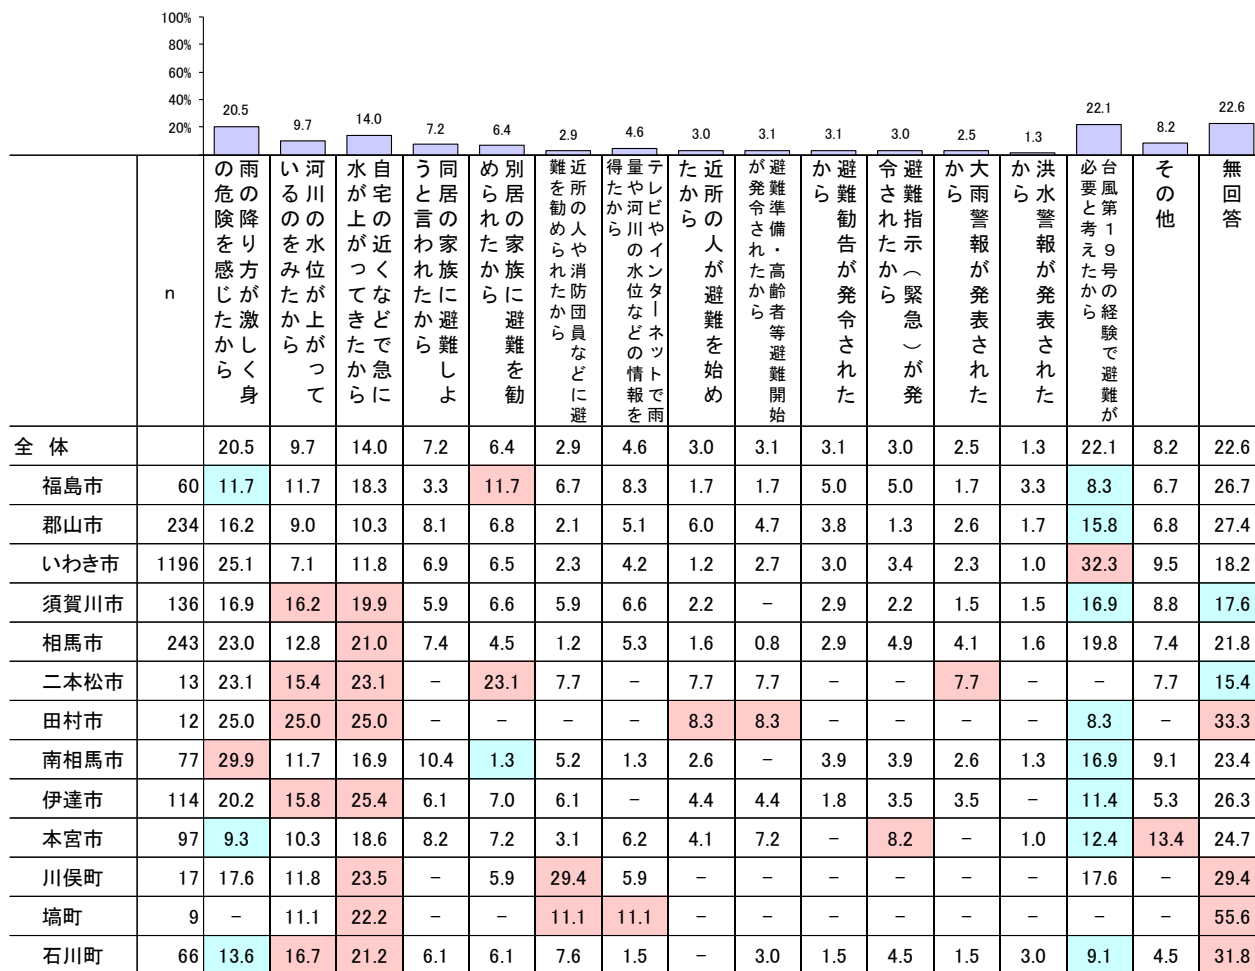 100%
80%
60%
40%
20%
20.5 9.7 14.0 7.2 6.4 2.9 4.6 3.0 3.1 3.1 3.0 2.5 1.3 22.1 8.2 22.6
n
雨の降り方が激しく身
の危険を感じたから
河川の水位が上がって
いるのをみたから
自宅の近くなどで急に
水が上がってきたから
同居の家族に避難しよ
うと言われたから
別居の家族に避難を勧
められたから
近所の人や消防団員などに避
難を勧められたから
テレビやインターネットで雨
量や河川の水位などの情報を
得たから
近所の人が避難を始め
たから
避難準備・高齢者等避難開始
が発令されたから
避難勧告が発令された
から
避難指示（緊急）が発
令されたから
大雨警報が発表された
から
洪水警報が発表された
から
台風第19号の経験で避難が
必要と考えたから
その他
無回答
全 体 20.5 9.7 14.0 7.2 6.4 2.9 4.6 3.0 3.1 3.1 3.0 2.5 1.3 22.1 8.2 22.6
福島市 60 11.7 11.7 18.3 3.3 11.7 6.7 8.3 1.7 1.7 5.0 5.0 1.7 3.3 8.3 6.7 26.7
郡山市 234 16.2 9.0 10.3 8.1 6.8 2.1 5.1 6.0 4.7 3.8 1.3 2.6 1.7 15.8 6.8 27.4
いわき市 1196 25.1 7.1 11.8 6.9 6.5 2.3 4.2 1.2 2.7 3.0 3.4 2.3 1.0 32.3 9.5 18.2
須賀川市 136 16.9 16.2 19.9 5.9 6.6 5.9 6.6 2.2 − 2.9 2.2 1.5 1.5 16.9 8.8 17.6
相馬市 243 23.0 12.8 21.0 7.4 4.5 1.2 5.3 1.6 0.8 2.9 4.9 4.1 1.6 19.8 7.4 21.8
二本松市 13 23.1 15.4 23.1 − 23.1 7.7 − 7.7 7.7 − − 7.7 − − 7.7 15.4
田村市 12 25.0 25.0 25.0 − − − − 8.3 8.3 − − − − 8.3 − 33.3
南相馬市 77 29.9 11.7 16.9 10.4 1.3 5.2 1.3 2.6 − 3.9 3.9 2.6 1.3 16.9 9.1 23.4
伊達市 114 20.2 15.8 25.4 6.1 7.0 6.1 − 4.4 4.4 1.8 3.5 3.5 − 11.4 5.3 26.3
本宮市 97 9.3 10.3 18.6 8.2 7.2 3.1 6.2 4.1 7.2 − 8.2 − 1.0 12.4 13.4 24.7
川俣町 17 17.6 11.8 23.5 − 5.9 29.4 5.9 − − − − − − 17.6 − 29.4
塙町 9 − 11.1 22.2 − − 11.1 11.1 − − − − − − − − 55.6
石川町 66 13.6 16.7 21.2 6.1 6.1 7.6 1.5 − 3.0 1.5 4.5 1.5 3.0 9.1 4.5 31.8